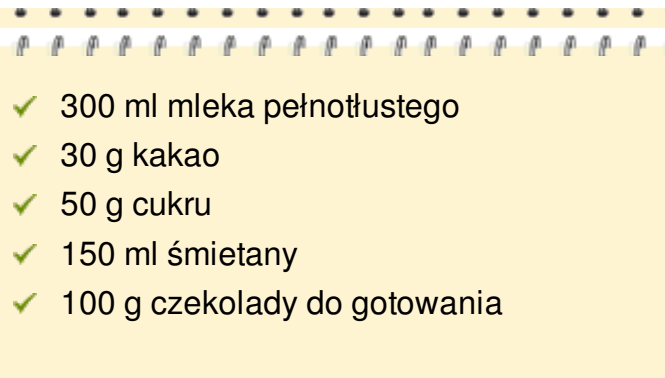 300 ml mleka pełnotłustego
30 g kakao
50 g cukru
150 ml śmietany
100 g czekolady do gotowania